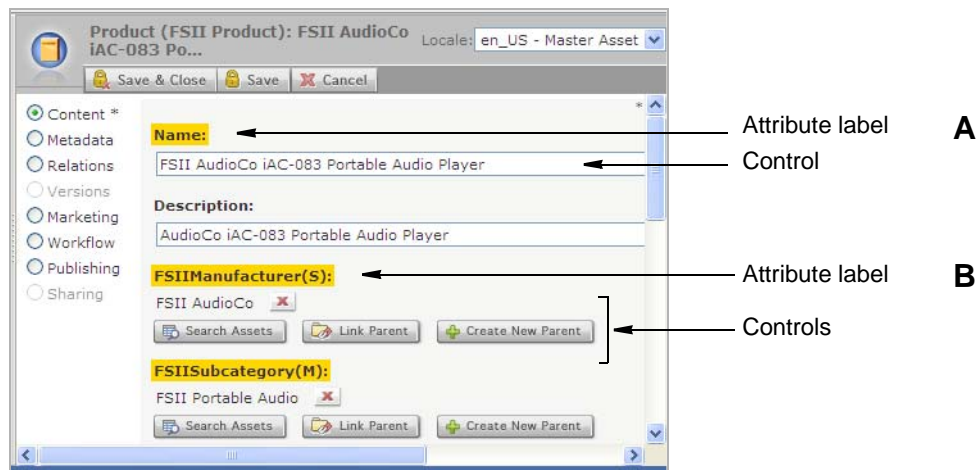 Product (FSII Product): FSII AudioCo iAC-083 Po...
Locale: en_US - Master Asset
Save & Close Save Cancel
Content *
Metadata
Relations
Versions
Marketing
Workflow
Publishing
Sharing
*
Name:
FSII AudioCo iAC-083 Portable Audio Player
Description:
AudioCo iAC-083 Portable Audio Player
FSIIManufacturer(S):
FSII AudioCo
Search Assets Link Parent Create New Parent
FSIISubcategory(M):
FSII Portable Audio
Search Assets Link Parent Create New Parent
Attribute label A
Control
Attribute label B
Controls